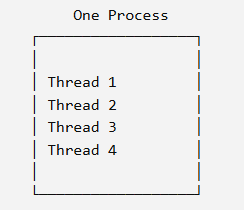 One Process
Thread 1
Thread 2
Thread 3
Thread 4